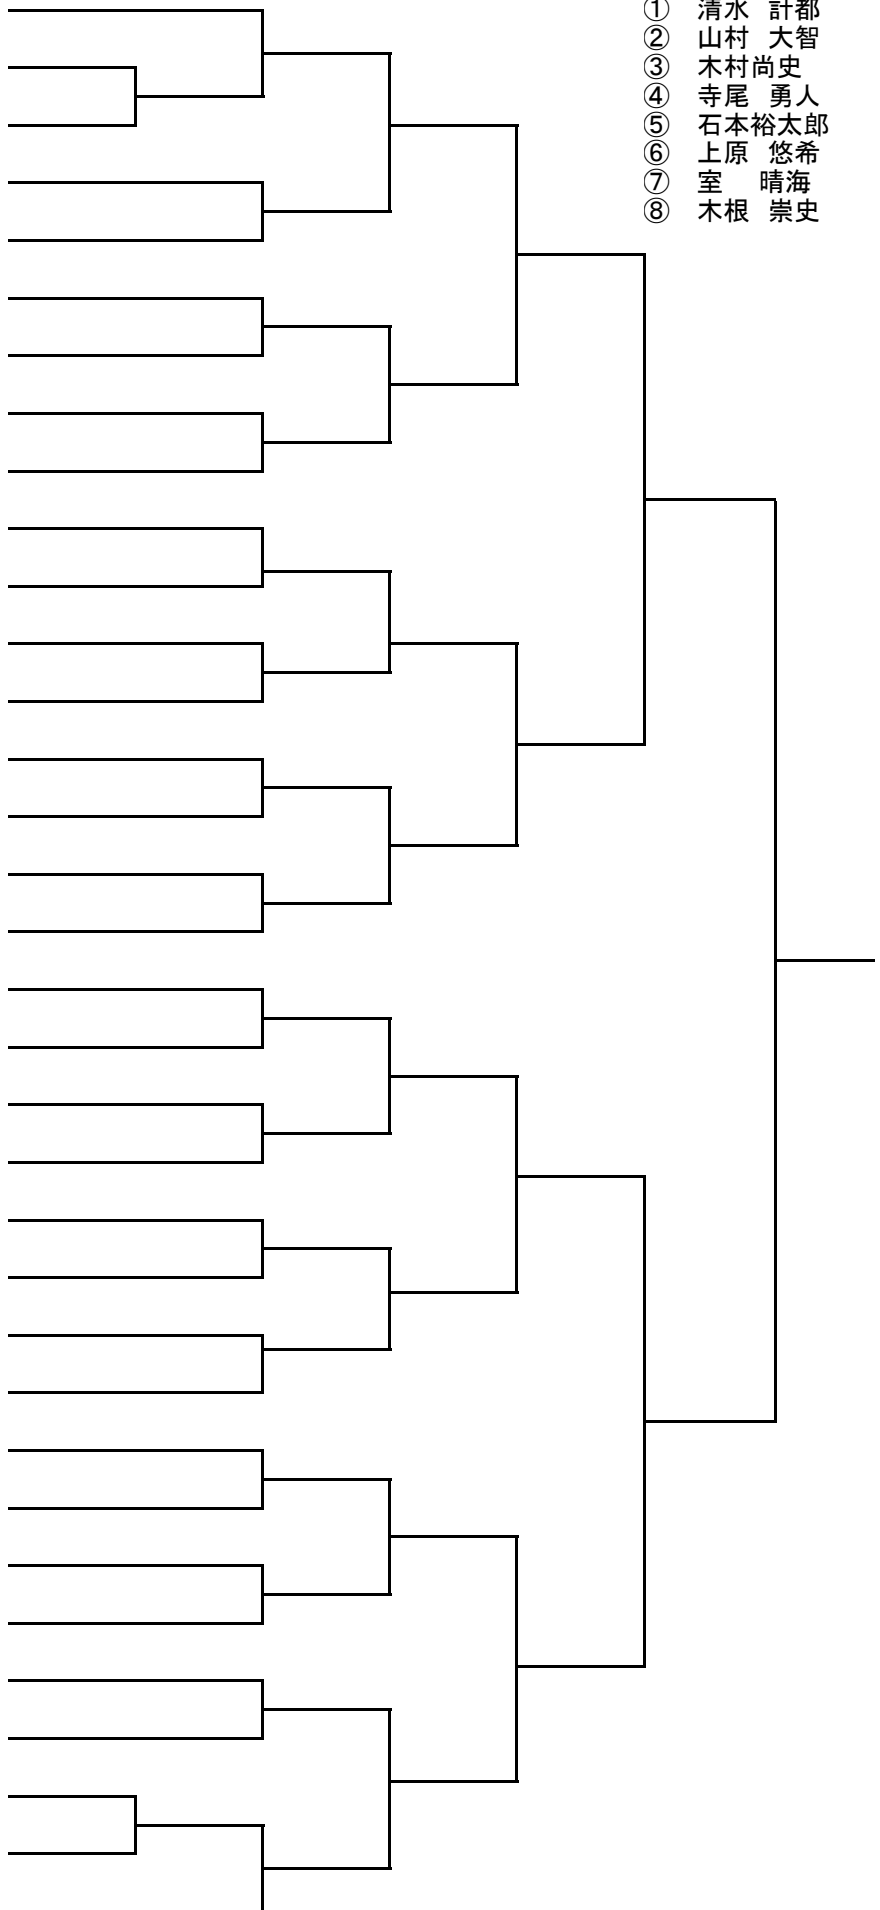 ① 清水 計都
② 山村 大智
③ 木村尚史
④ 寺尾 勇人
⑤ 石本裕太郎
⑥ 上原 悠希
⑦ 室 晴海
⑧ 木根 崇史